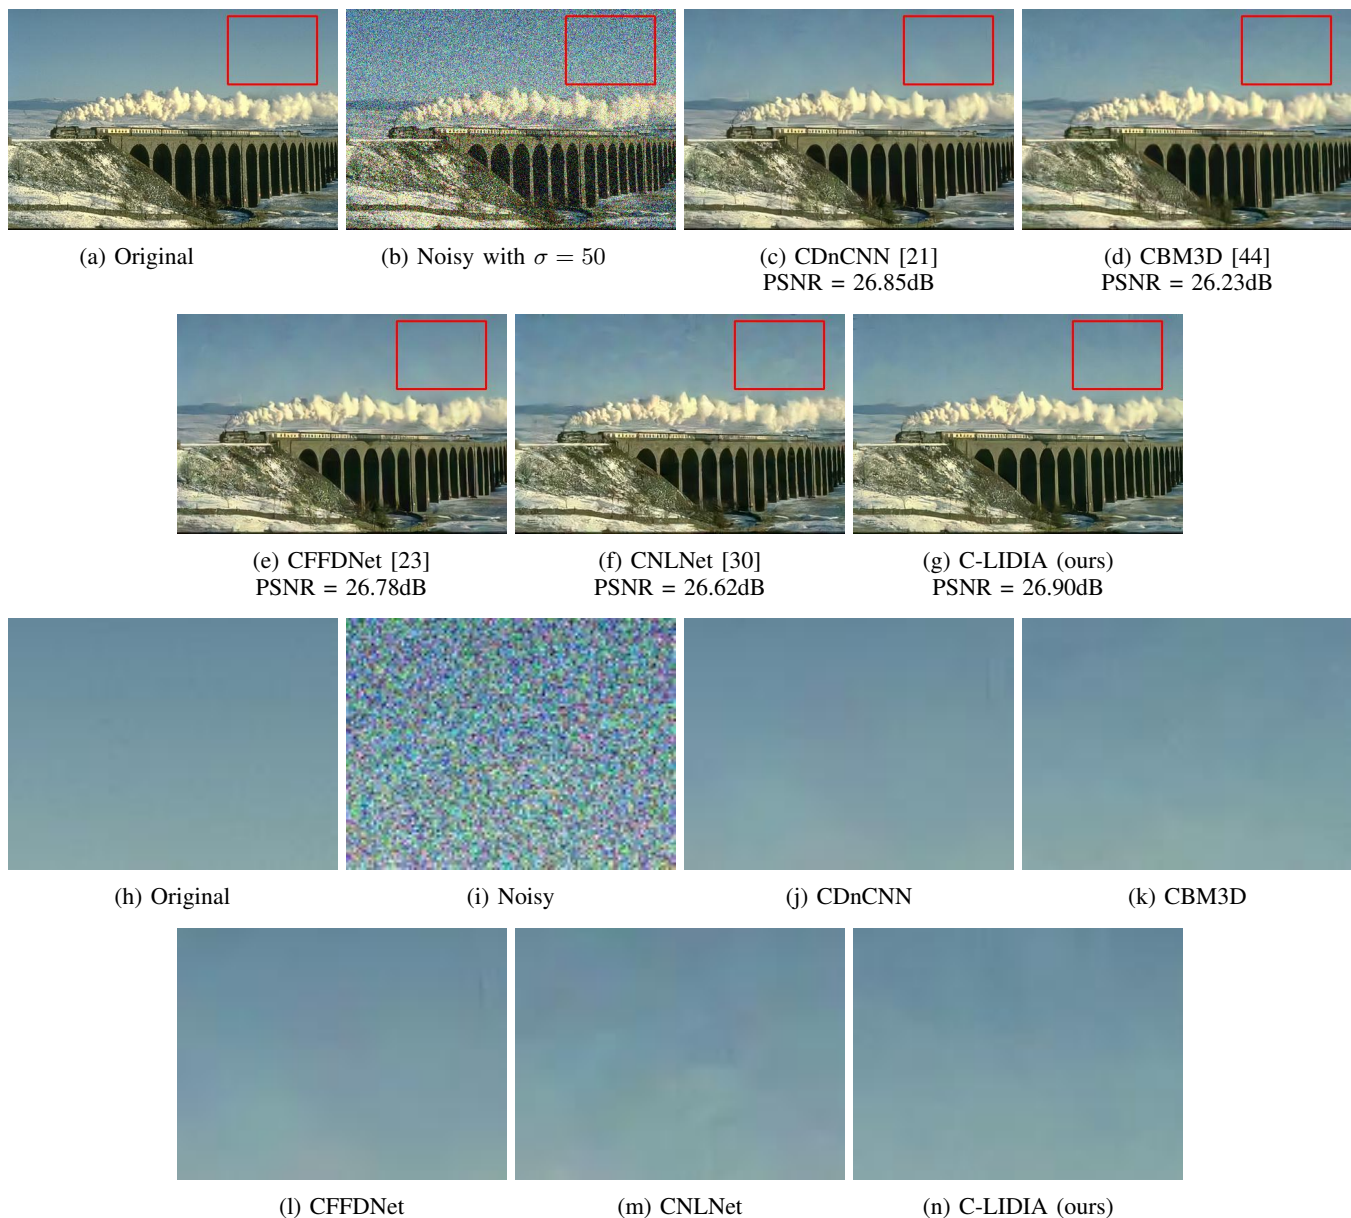 (a) Original
(b) Noisy with σ = 50
(c) CDnCNN [21]
PSNR = 26.85dB
(d) CBM3D [44]
PSNR = 26.23dB
(e) CFFDNet [23]
PSNR = 26.78dB
(f) CNLNet [30]
PSNR = 26.62dB
(g) C-LIDIA (ours)
PSNR = 26.90dB
(h) Original
(i) Noisy
(j) CDnCNN
(k) CBM3D
(l) CFFDNet
(m) CNLNet
(n) C-LIDIA (ours)